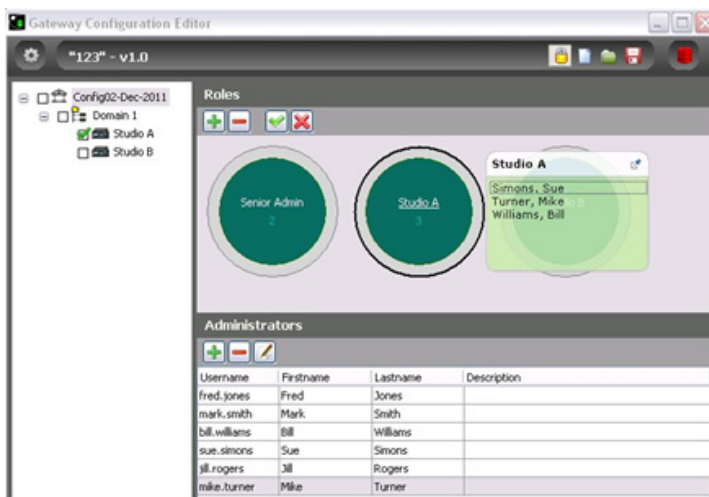 Gateway Configuration Editor
"123" - v1.0
Config02-Dec-2011
Domain 1
Studio A
Studio B
Roles
Senior Admin
2
Studio A
3
Studio A
Simons, Sue
Turner, Mike
Williams, Bill
Administrators
Username Firstname Lastname Description
fred.jones Fred Jones
mark.smith Mark Smith
bill.williams Bill Williams
sue.simons Sue Simons
jill.rogers Jill Rogers
mike.turner Mike Turner